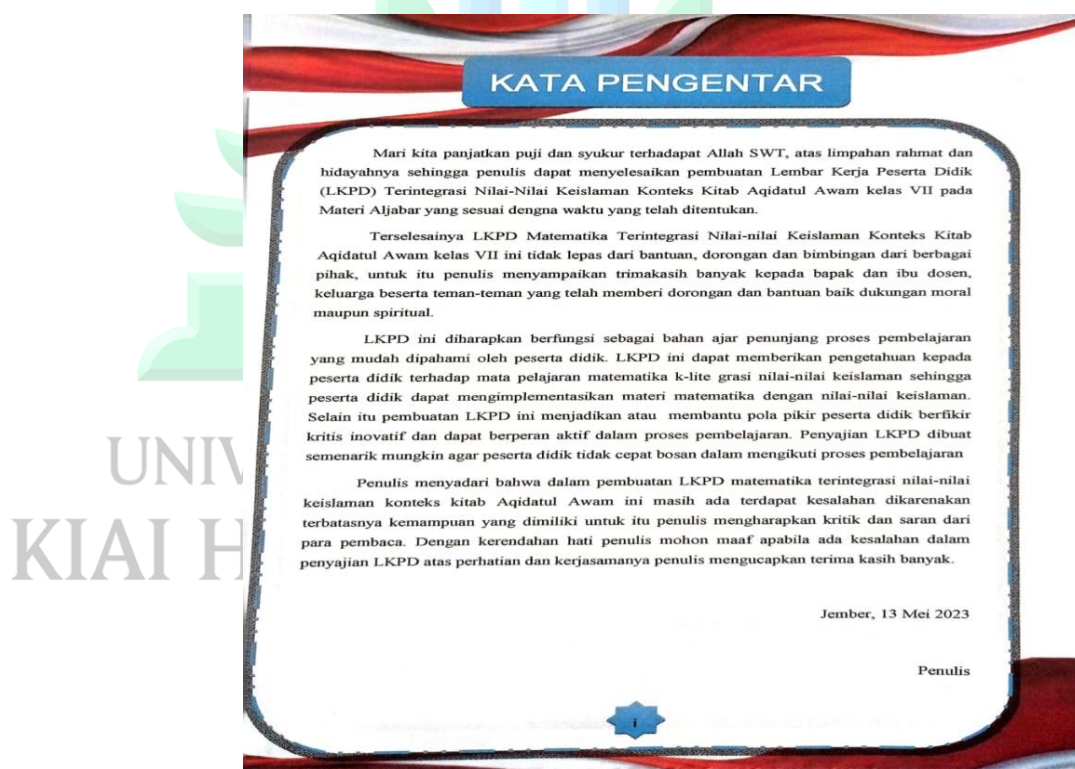 KATA PENGENTAR
Mari kita panjatkan puji dan syukur terhadapat Allah SWT, atas limpahan rahmat dan
hidayahnya sehingga penulis dapat menyelesaikan pembuatan Lembar Kerja Peserta Didik
(LKPD) Terintegrasi Nilai-Nilai Keislaman Konteks Kitab Aqidatul Awam kelas VII pada
Materi Aljabar yang sesuai dengna waktu yang telah ditentukan.
Terselesainya LKPD Matematika Terintegrasi Nilai-nilai Keislaman Konteks Kitab
Aqidatul Awam kelas VII ini tidak lepas dari bantuan, dorongan dan bimbingan dari berbagai
pihak, untuk itu penulis menyampaikan trimakasih banyak kepada bapak dan ibu dosen,
keluarga beserta teman-teman yang telah memberi dorongan dan bantuan baik dukungan moral
maupun spiritual.
LKPD ini diharapkan berfungsi sebagai bahan ajar penunjang proses pembelajaran
yang mudah dipahami oleh peserta didik. LKPD ini dapat memberikan pengetahuan kepada
peserta didik terhadap mata pelajaran matematika k-lite grasi nilai-nilai keislaman sehingga
peserta didik dapat mengimplementasikan materi matematika dengan nilai-nilai keislaman.
Selain itu pembuatan LKPD ini menjadikan atau membantu pola pikir peserta didik berfikir
kritis inovatif dan dapat berperan aktif dalam proses pembelajaran. Penyajian LKPD dibuat
semenarik mungkin agar peserta didik tidak cepat bosan dalam mengikuti proses pembelajaran
Penulis menyadari bahwa dalam pembuatan LKPD matematika terintegrasi nilai-nilai
keislaman konteks kitab Aqidatul Awam ini masih ada terdapat kesalahan dikarenakan
terbatasnya kemampuan yang dimiliki untuk itu penulis mengharapkan kritik dan saran dari
para pembaca. Dengan kerendahan hati penulis mohon maaf apabila ada kesalahan dalam
penyajian LKPD atas perhatian dan kerjasamanya penulis mengucapkan terima kasih banyak.
Jember, 13 Mei 2023
Penulis
i
UNIV
KIAI H